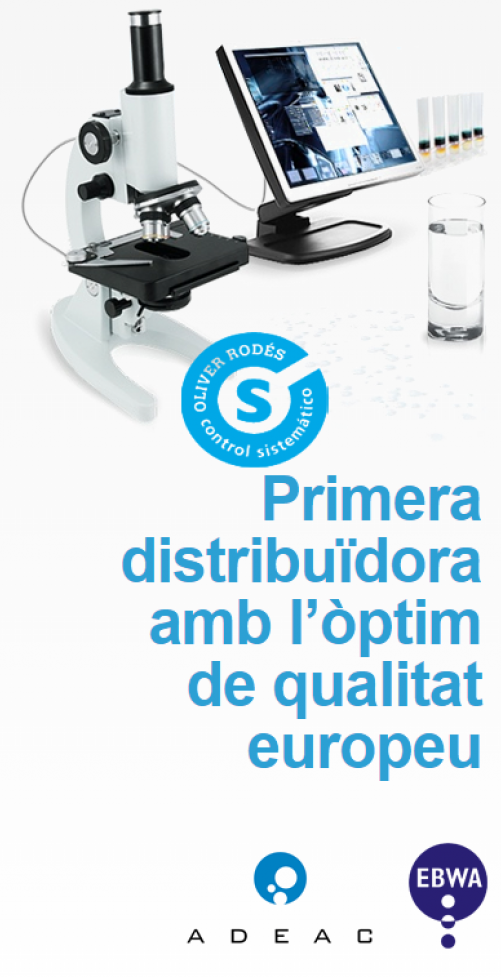 OLIVER RODÉS
S
control sistemático
Primera
distribuïdora
amb l’òptim
de qualitat
europeu
EBWA
ADEAC